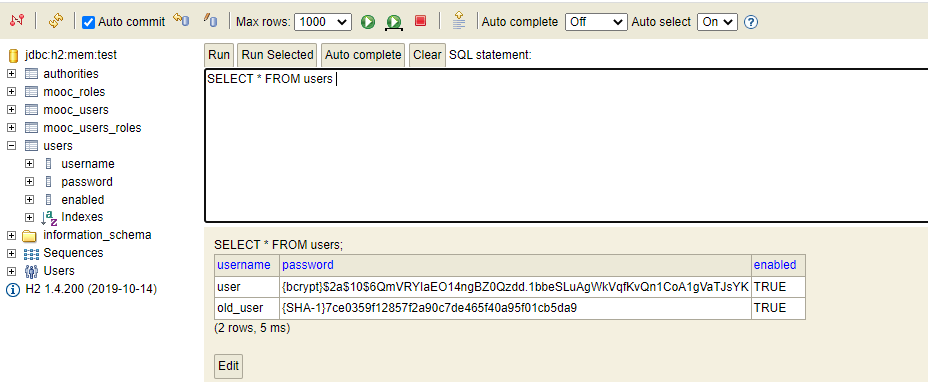 Auto commit Max rows: 1000 Auto complete Off Auto select On
jdbc:h2:mem:test
authorities
mooc_roles
mooc_users
mooc_users_roles
users
username
password
enabled
Indexes
information_schema
Sequences
Users
H2 1.4.200 (2019-10-14)
Run Run Selected Auto complete Clear SQL statement:
SELECT * FROM users
SELECT * FROM users;
username password enabled
user {bcrypt}$2a$10$6QmVRYIaEO14ngBZ0Qzdd.1bbeSLuAgWkVqfKvQn1CoA1gVaTJsYK TRUE
old_user {SHA-1}7ce0359f12857f2a90c7de465f40a95f01cb5da9 TRUE
(2 rows, 5 ms)
Edit